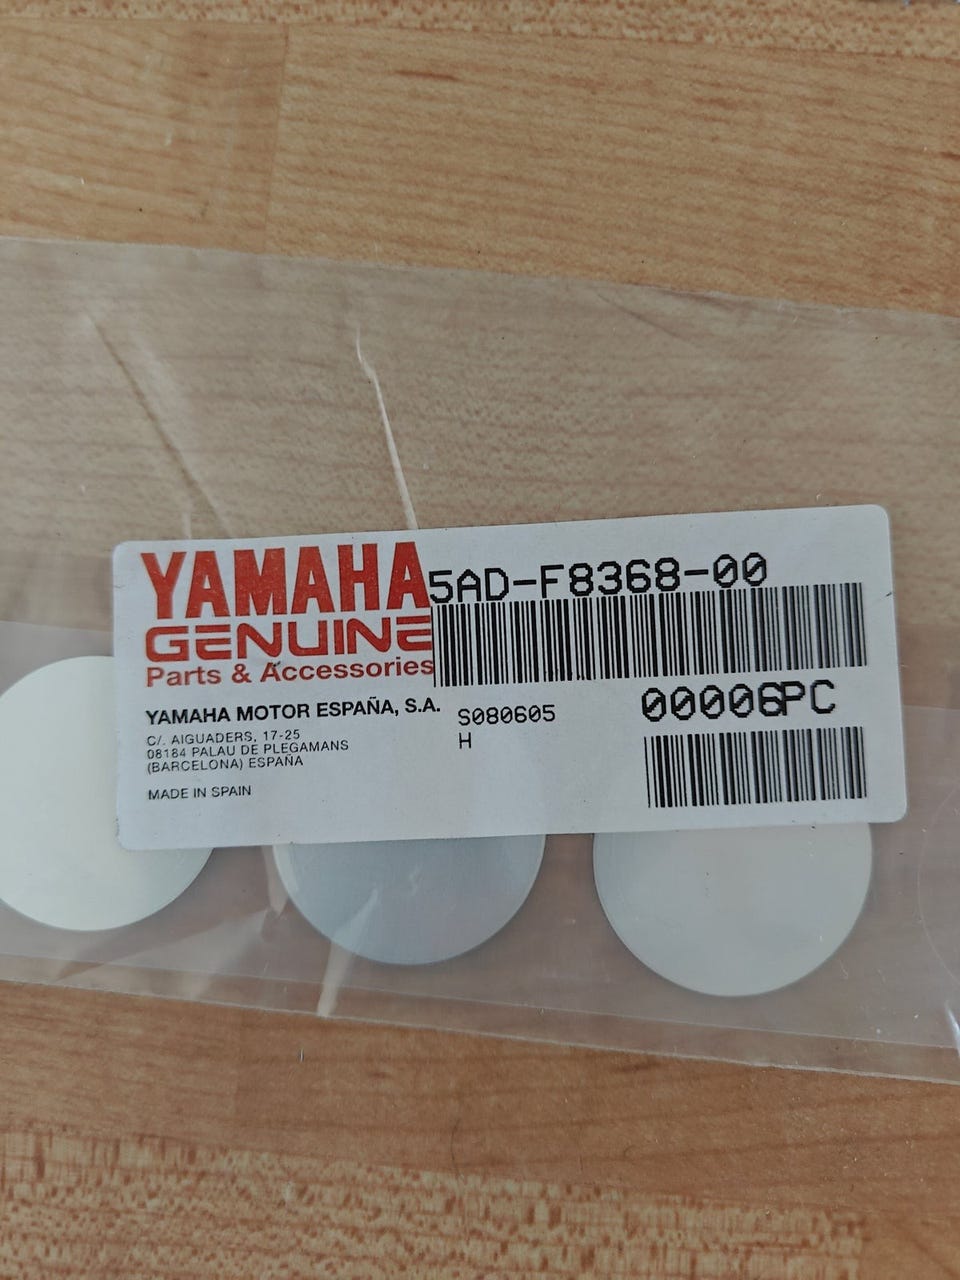 YAMAHA
GENUINE
Parts & Accessories
5AD-F8368-00
YAMAHA MOTOR ESPAÑA, S.A.
C/. AIGUADERS, 17-25
08184 PALAU DE PLEGAMANS
(BARCELONA) ESPAÑA
MADE IN SPAIN
S080605
H
00006PC